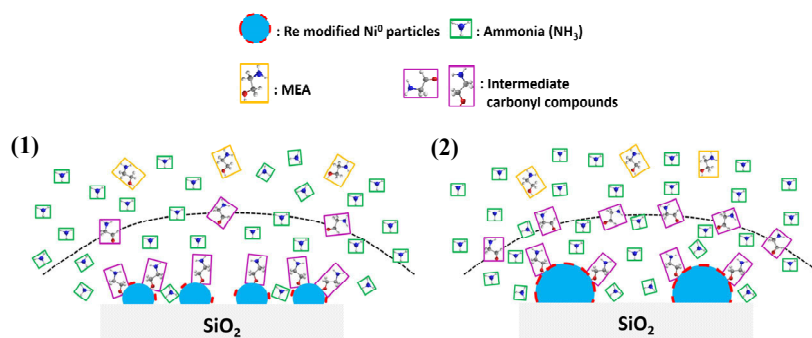 : Re modified Ni⁰ particles
: Ammonia (NH₃)
: MEA
: Intermediate
carbonyl compounds
(1)
(2)
SiO₂
SiO₂